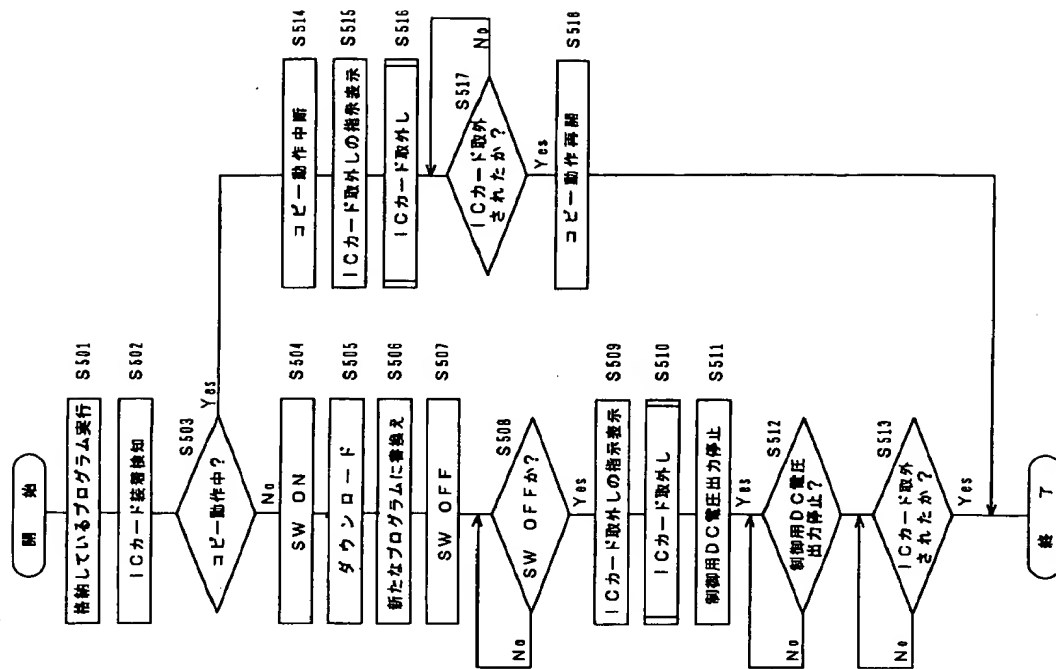 開始
格納しているプログラム実行
S501
ICカード装着検知
S502
コピー動作中?
S503
Yes
No
SW ON
S504
ダウンロード
S505
新たなプログラムに書換え
S506
SW OFF
S507
SW OFFか?
S508
No
Yes
ICカード取外しの指示表示
S509
ICカード取外し
S510
制御用DC電圧出力停止
S511
Yes
制御用DC電圧
出力停止?
S512
No
ICカード取外
されたか?
S513
No
Yes
コピー動作中断
S514
ICカード取外しの指示表示
S515
ICカード取外し
S516
ICカード取外
されたか?
S517
No
Yes
コピー動作再開
S518
終了